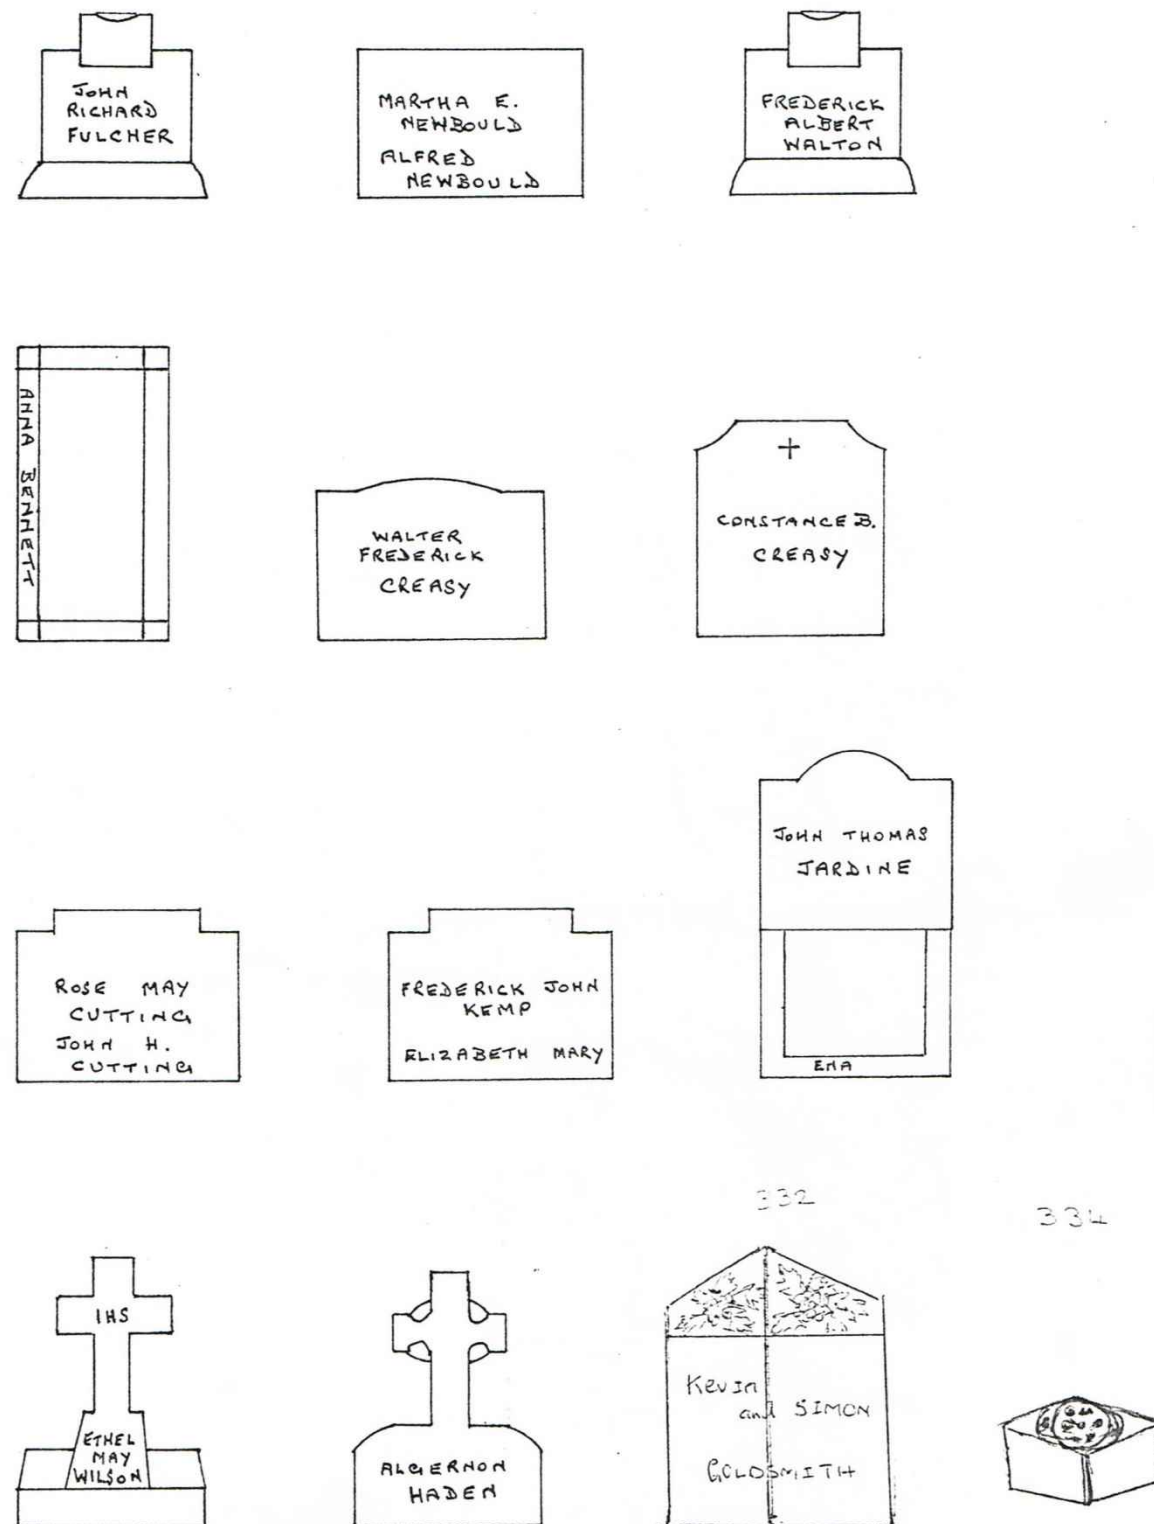 JOHN
RICHARD
FULCHER
MARTHA E.
NEWBOULD
ALFRED
NEWBOULD
FREDERICK
ALBERT
WALTON
ANNA BENNETT
WALTER
FREDERICK
CREASY
CONSTANCE B.
CREASY
ROSE MAY
CUTTING
JOHN H.
CUTTING
FREDERICK JOHN
KEMP
ELIZABETH MARY
JOHN THOMAS
JARDINE
ENA
IHS
ETHEL
MAY
WILSON
ALGERNON
HADEN
332
Kevin
and SIMON
GOLDSMITH
334